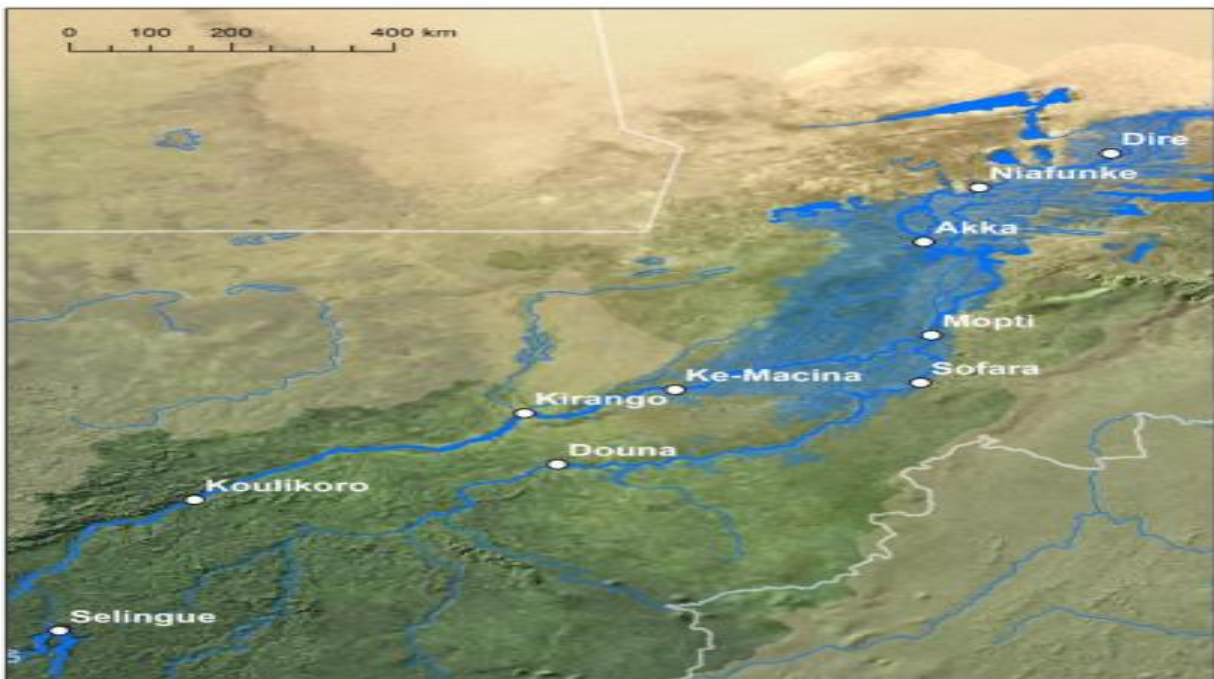 0 100 200 400 km
Dire
Niafunke
Akka
Mopti
Sofara
Ke-Macina
Kirango
Douna
Koulikoro
Selingue
s